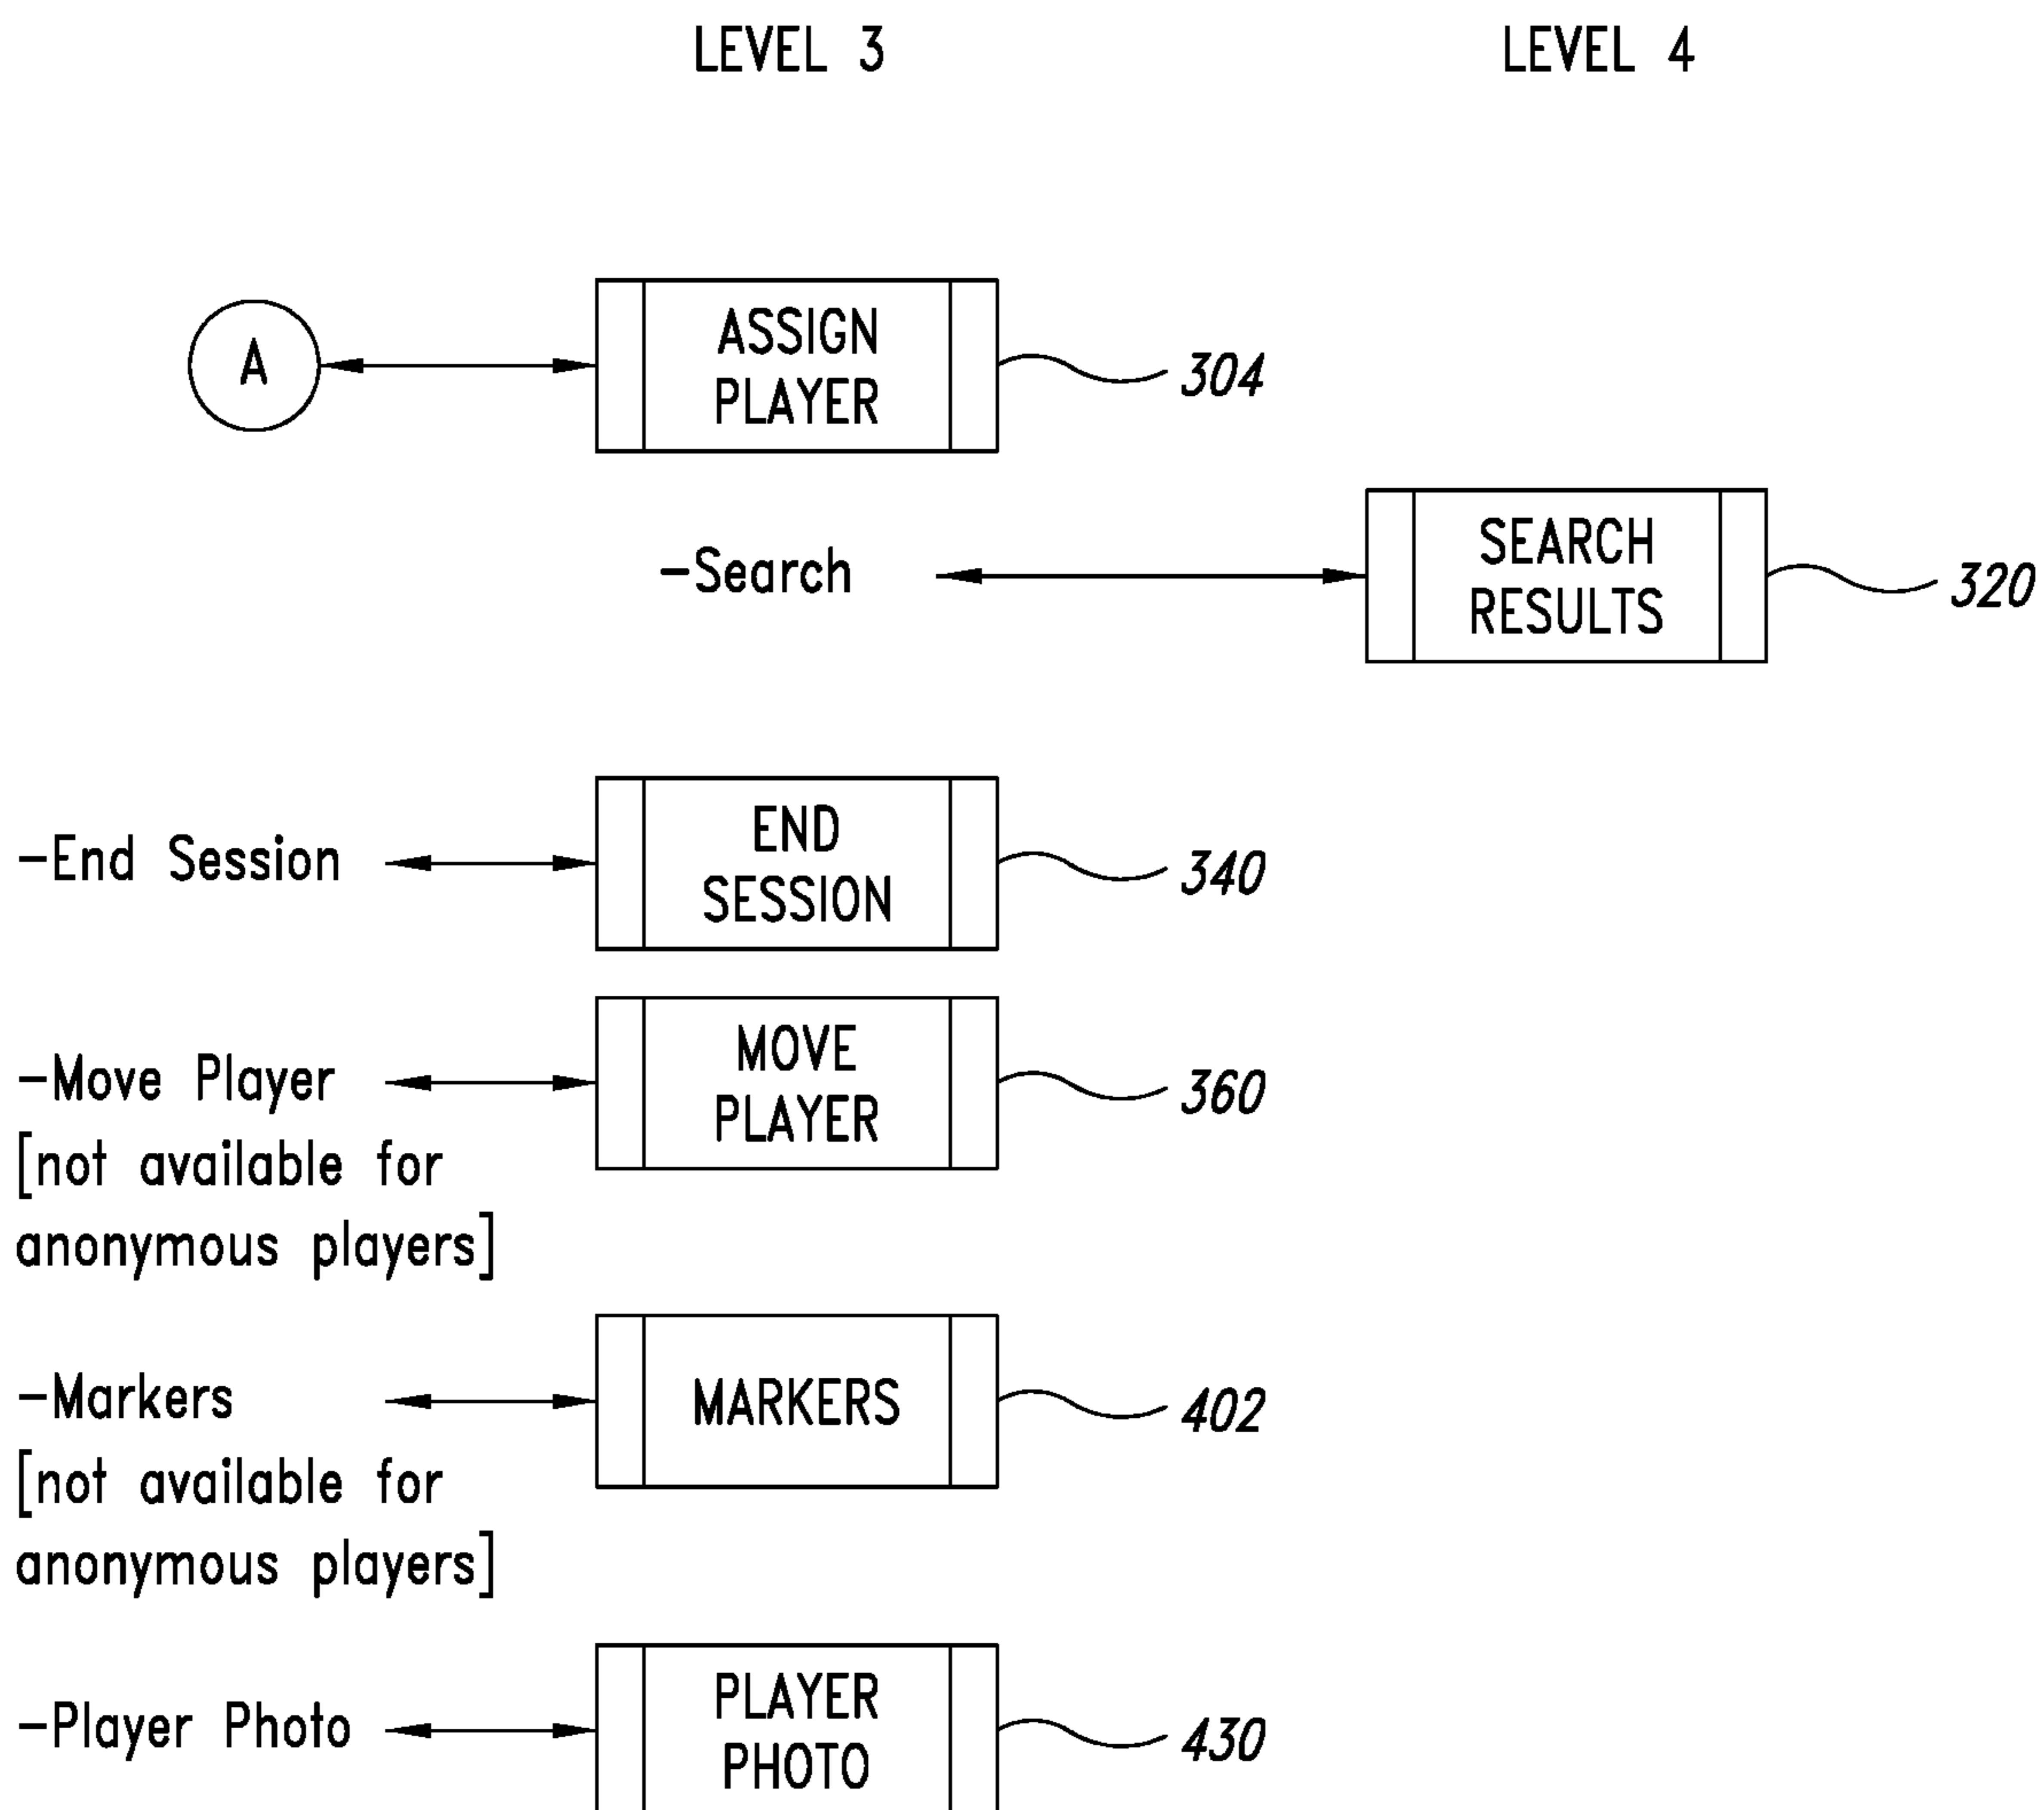 LEVEL 3
LEVEL 4
A
ASSIGN
PLAYER
304
-Search
SEARCH
RESULTS
320
-End Session
END
SESSION
340
-Move Player
[not available for
anonymous players]
MOVE
PLAYER
360
-Markers
[not available for
anonymous players]
MARKERS
402
-Player Photo
PLAYER
PHOTO
430